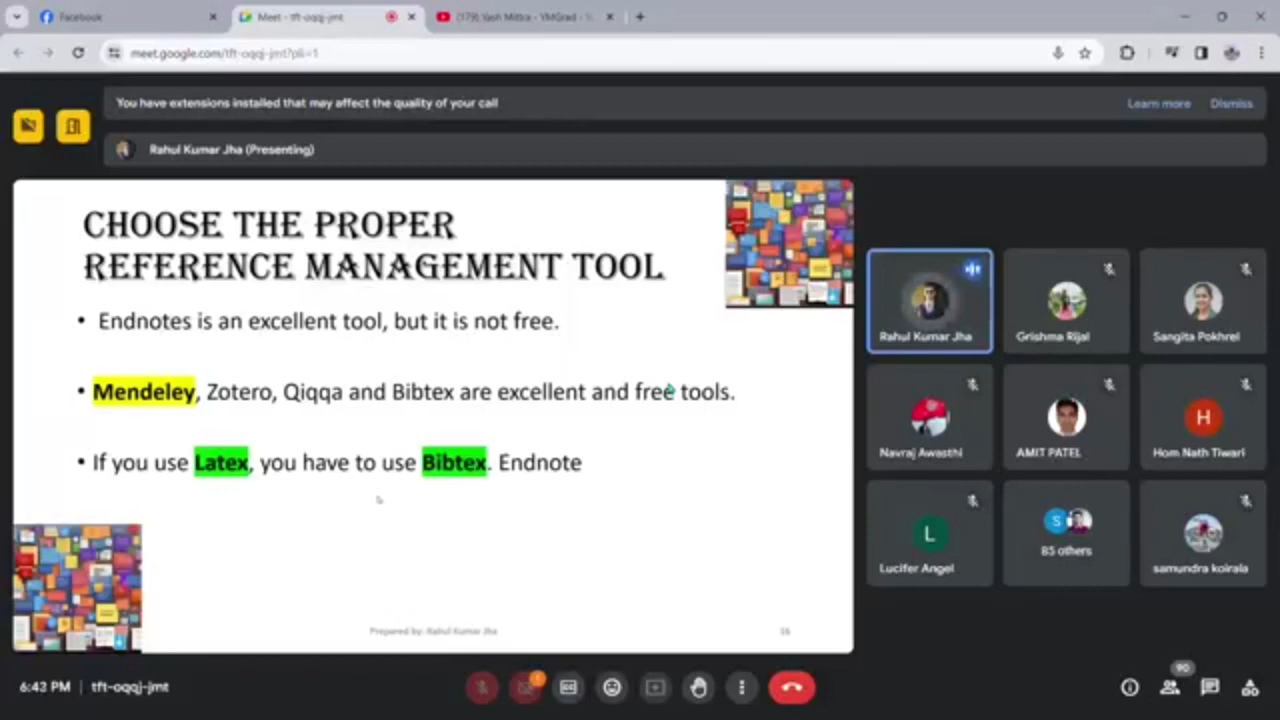 Facebook
Meet - tft-oqqj-jmt
(179) Yash Mittra - YMGrad -
meet.google.com/tft-oqqj-jmt?pli=1
You have extensions installed that may affect the quality of your call
Learn more
Dismiss
Rahul Kumar Jha (Presenting)
CHOOSE THE PROPER
REFERENCE MANAGEMENT TOOL
• Endnotes is an excellent tool, but it is not free.
• Mendeley, Zotero, Qiqqa and Bibtex are excellent and free tools.
• If you use Latex, you have to use Bibtex. Endnote
Prepared by: Rahul Kumar Jha
16
Rahul Kumar Jha
Grishma Rijal
Sangita Pokhrel
Navraj Awasthi
AMIT PATEL
H
Hom Nath Tiwari
L
Lucifer Angel
S
85 others
samundra koirala
6:43 PM
tft-oqqj-jmt
90